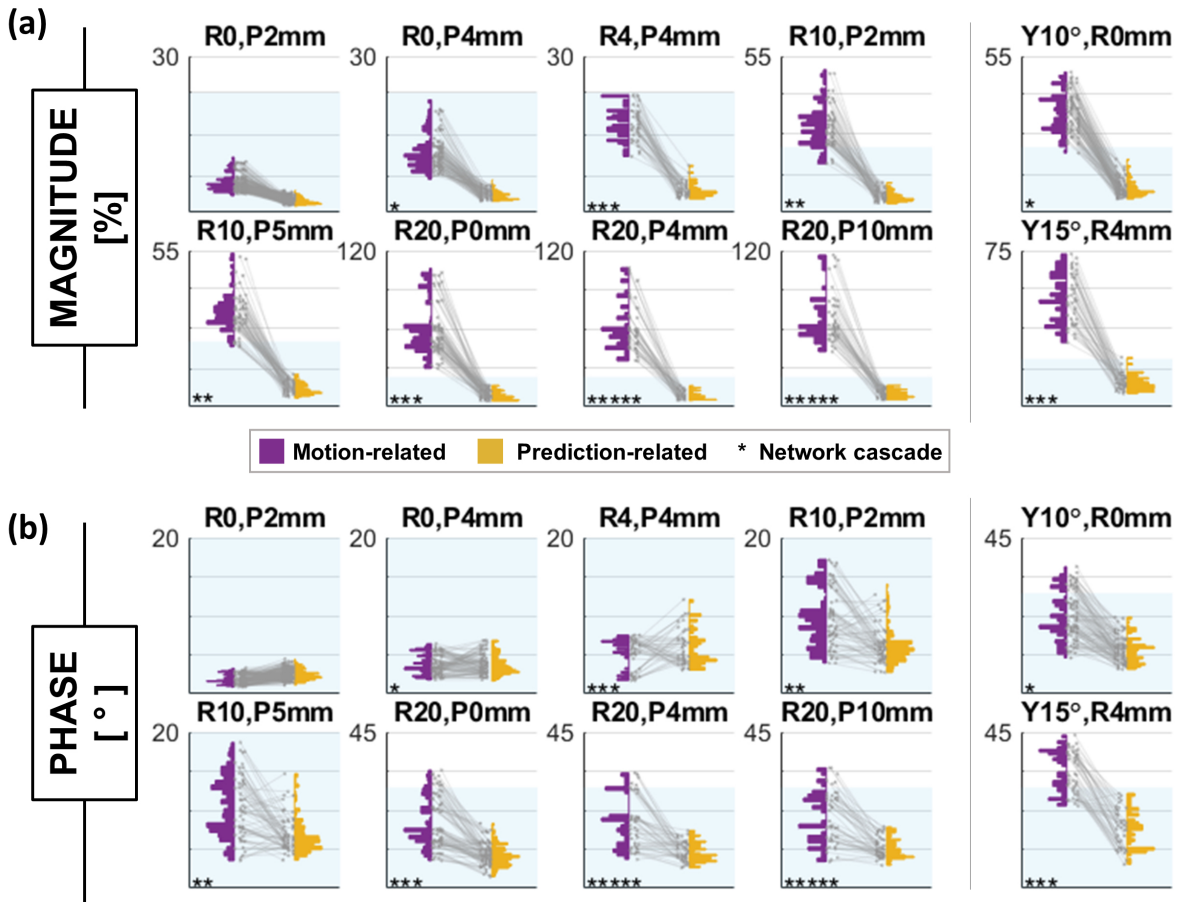 (a)
MAGNITUDE
[%]
R0,P2mm R0,P4mm R4,P4mm R10,P2mm Y10°,R0mm
30 30 30 55 55
* *** ** *
R10,P5mm R20,P0mm R20,P4mm R20,P10mm Y15°,R4mm
55 120 120 120 75
** *** ***** ***** ***
Motion-related Prediction-related * Network cascade
(b)
PHASE
[ ° ]
R0,P2mm R0,P4mm R4,P4mm R10,P2mm Y10°,R0mm
20 20 20 20 45
* *** ** *
R10,P5mm R20,P0mm R20,P4mm R20,P10mm Y15°,R4mm
20 45 45 45 45
** *** ***** ***** ***